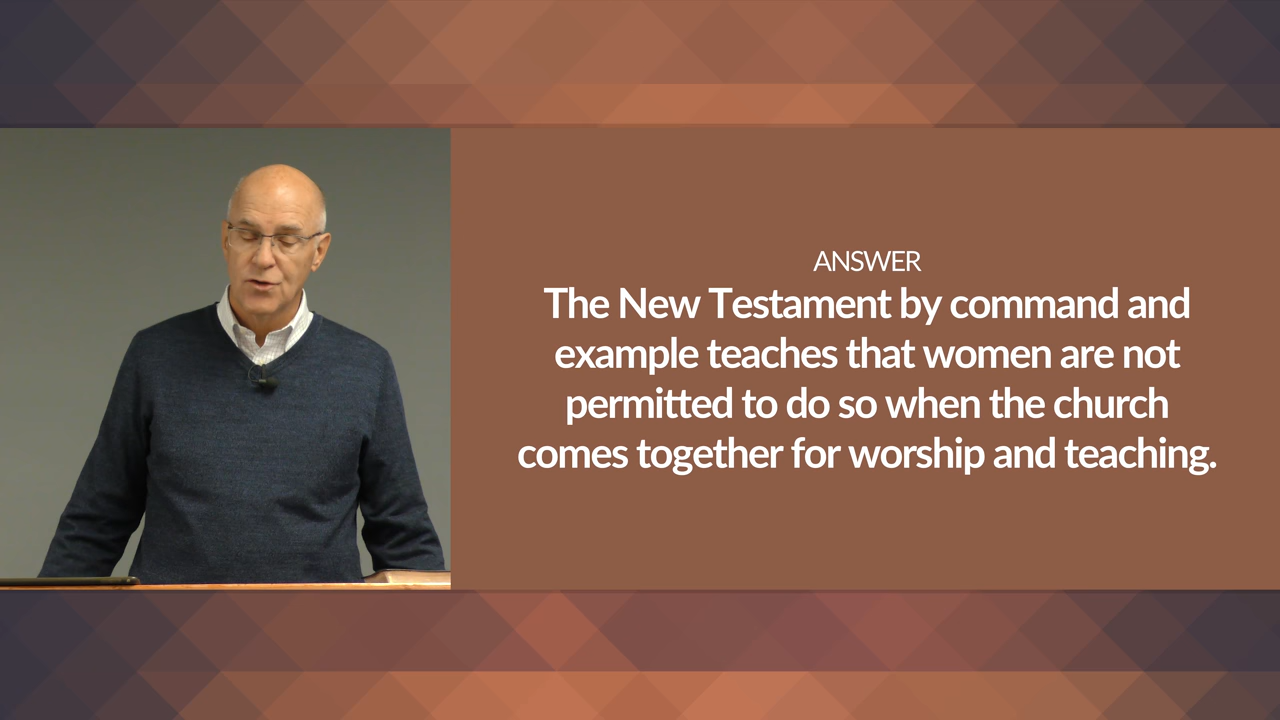 ANSWER
The New Testament by command and
example teaches that women are not
permitted to do so when the church
comes together for worship and teaching.